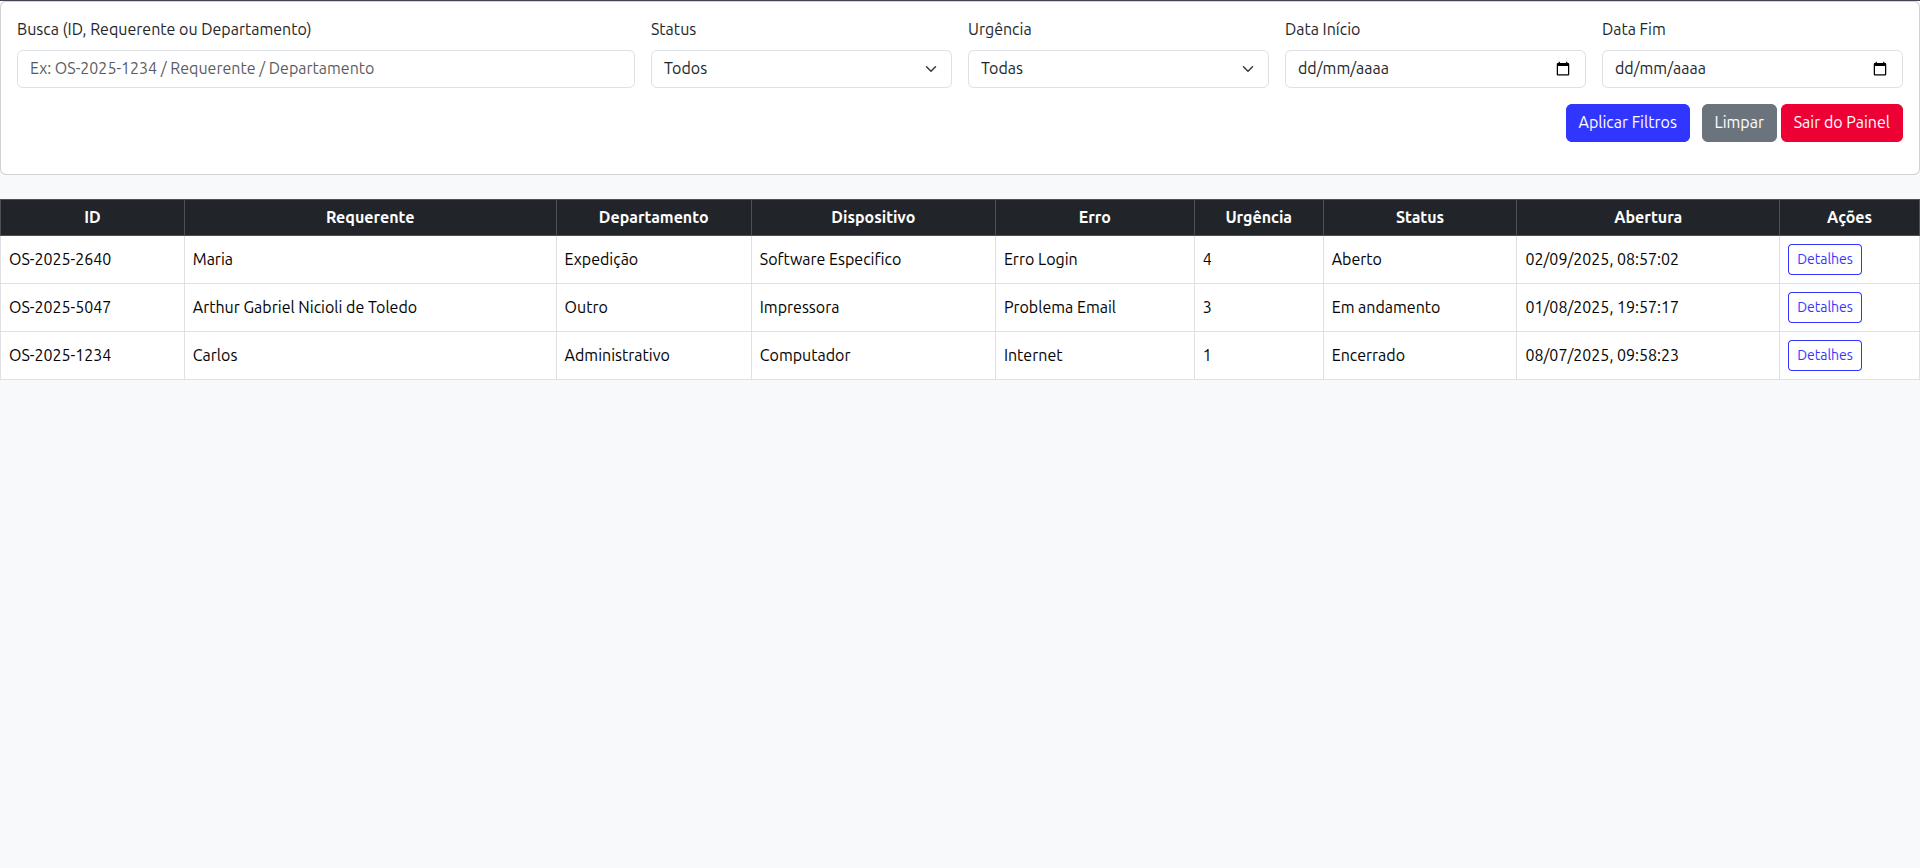 Busca (ID, Requerente ou Departamento) Status Urgência Data Início Data Fim
Ex: OS-2025-1234 / Requerente / Departamento Todos Todas dd/mm/aaaa dd/mm/aaaa
Aplicar Filtros Limpar Sair do Painel
ID Requerente Departamento Dispositivo Erro Urgência Status Abertura Ações
OS-2025-2640 Maria Expedição Software Especifico Erro Login 4 Aberto 02/09/2025, 08:57:02 Detalhes
OS-2025-5047 Arthur Gabriel Nicioli de Toledo Outro Impressora Problema Email 3 Em andamento 01/08/2025, 19:57:17 Detalhes
OS-2025-1234 Carlos Administrativo Computador Internet 1 Encerrado 08/07/2025, 09:58:23 Detalhes